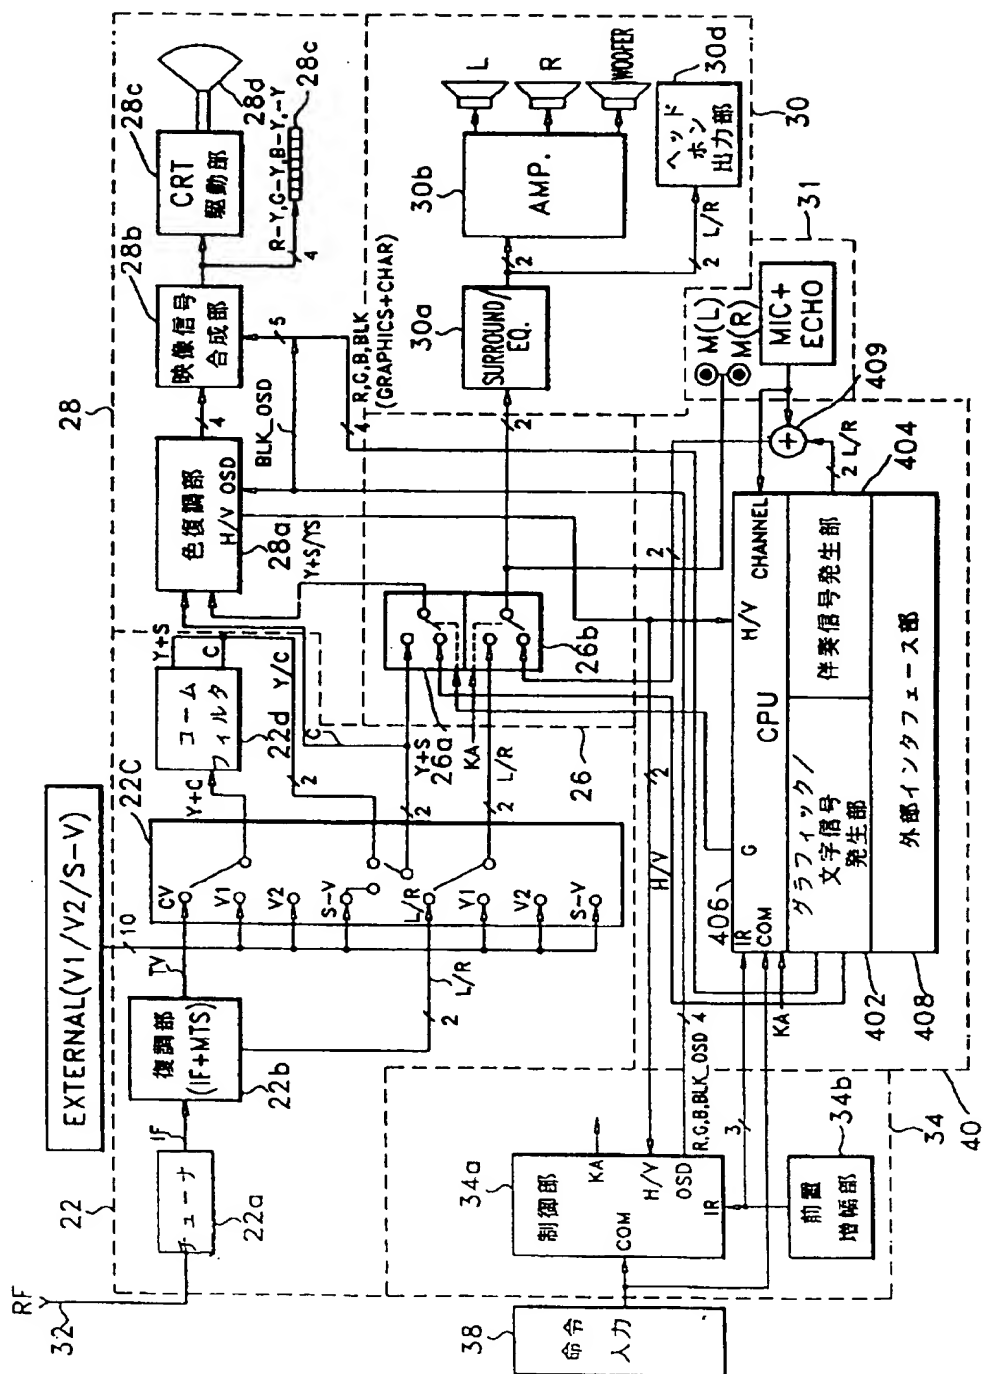 EXTERNAL(V1/V2/S-V)
10
RF
32
22
チューナ
22a
IF
復調部
(IF+MTS)
22b
TV
2
L/R
22C
CV
V1
V2
S-V
L/R
V1
V2
S-V
Y+C
コーム
フィルタ
22d
Y+S
C
Y/C
2
C
Y+S
2
26a
KA
2
L/R
26
26b
28
色復調部
H/V
OSD
28a
Y+S/YS
BLK_OSD
4
映像信号
合成部
28b
5
4
R,G,B,BLK
(GRAPHICS+CHAR)
CRT
駆動部
28c
28d
R-Y,G-Y,B-Y,-Y
4
28c
2
SURROUND/
EQ.
30a
2
AMP.
30b
L
R
WOOFER
2
L/R
ヘッド
ホン
出力部
30d
30
M(L)
M(R)
MIC+
ECHO
31
409
2 L/R
2
404
CPU
406
IR
COM
G
H/V
CHANNEL
KA
グラフィック/
文字信号
発生部
伴奏信号発生部
外部インタフェース部
402
408
H/V
2
R,G,B,BLK_OSD
4
制御部
34a
KA
H/V
OSD
COM
IR
3
前置
増幅部
34b
34
40
命令
入力
38